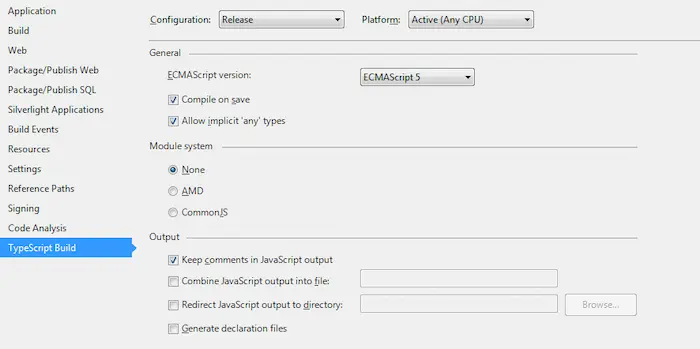 Application
Build
Web
Package/Publish Web
Package/Publish SQL
Silverlight Applications
Build Events
Resources
Settings
Reference Paths
Signing
Code Analysis
TypeScript Build
Configuration: Release Platform: Active (Any CPU)
General
ECMAScript version: ECMAScript 5
Compile on save
Allow implicit 'any' types
Module system
None
AMD
CommonJS
Output
Keep comments in JavaScript output
Combine JavaScript output into file:
Redirect JavaScript output to directory: Browse...
Generate declaration files